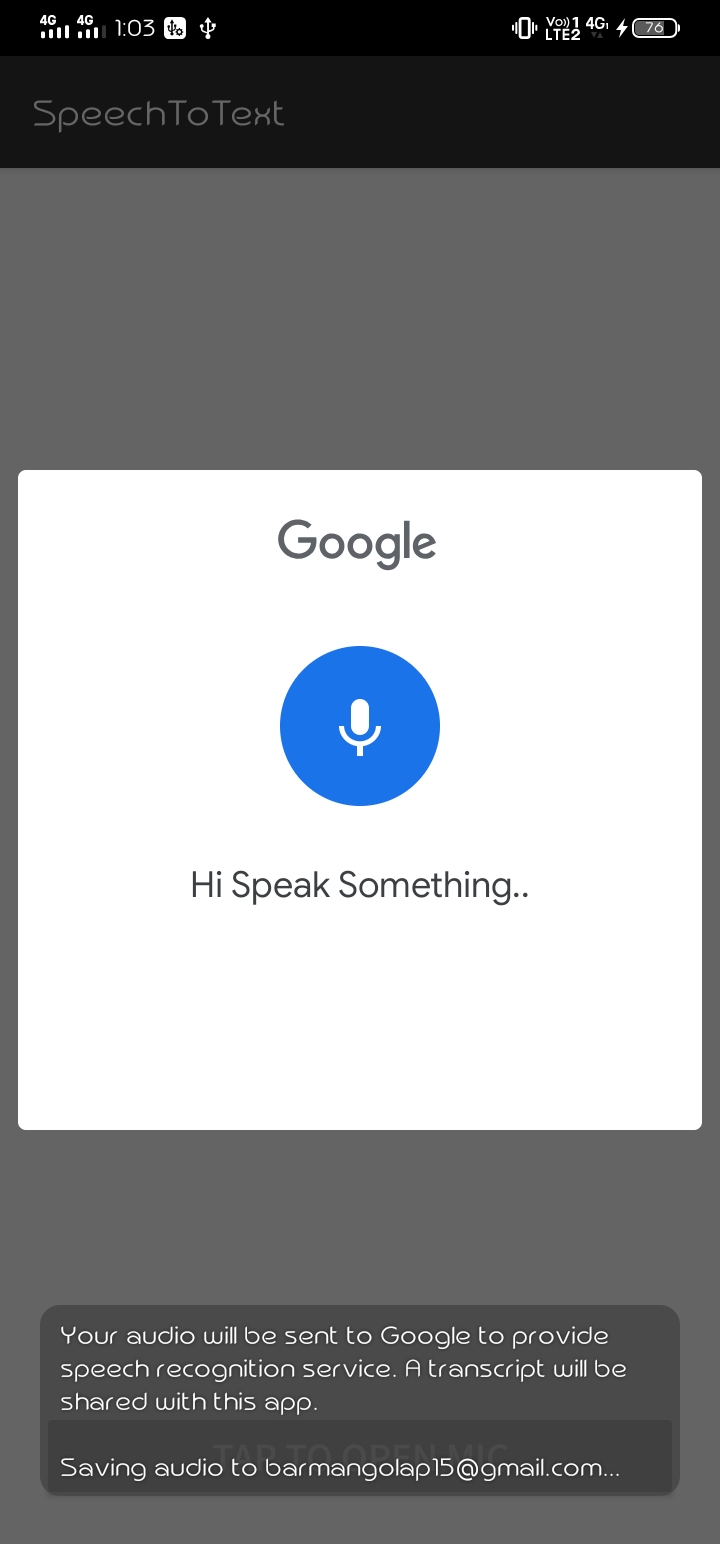 4G 4G 1:03 Vo))1 LTE2 4G 76
SpeechToText
Google
Hi Speak Something..
Your audio will be sent to Google to provide
speech recognition service. A transcript will be
shared with this app.
TAP TO OPEN MIC
Saving audio to barmangolap15@gmail.com...